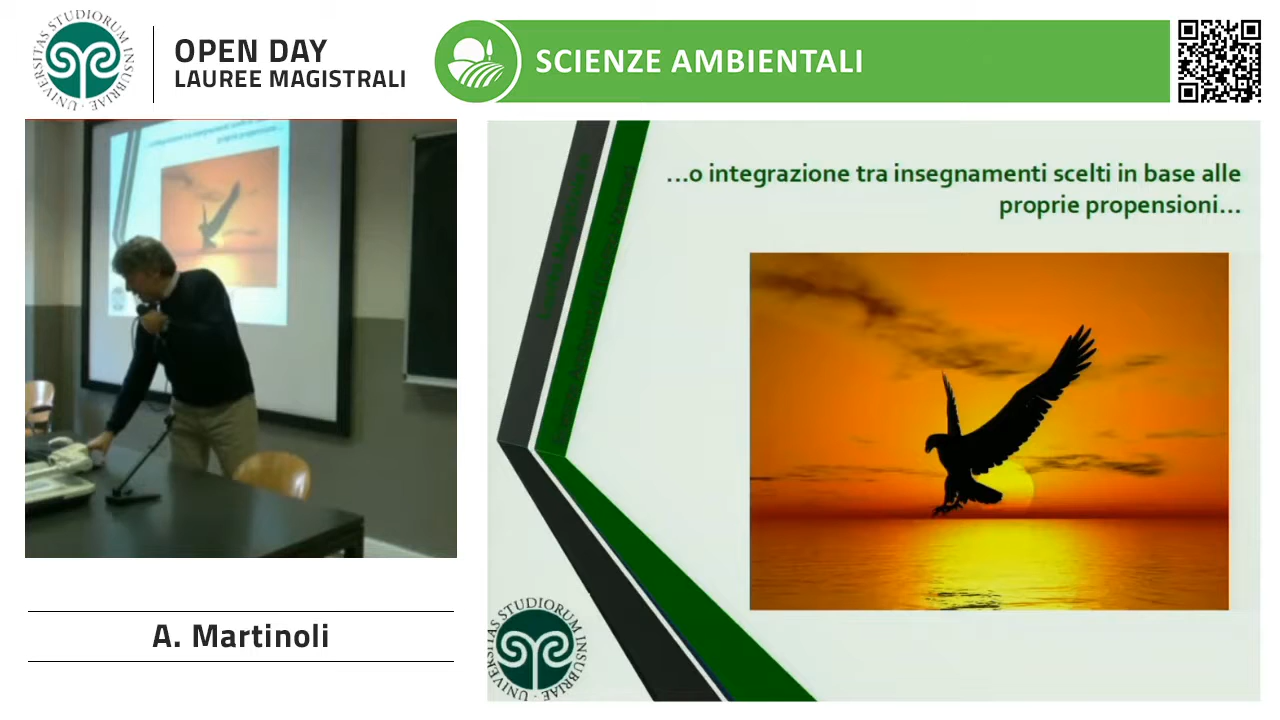 UNIVERSITAS STUDIORUM INSUBRIAE
OPEN DAY
LAUREE MAGISTRALI
SCIENZE AMBIENTALI
…o integrazione tra insegnamenti scelti in base alle
proprie propensioni…
UNIVERSITAS STUDIORUM INSUBRIAE
A. Martinoli